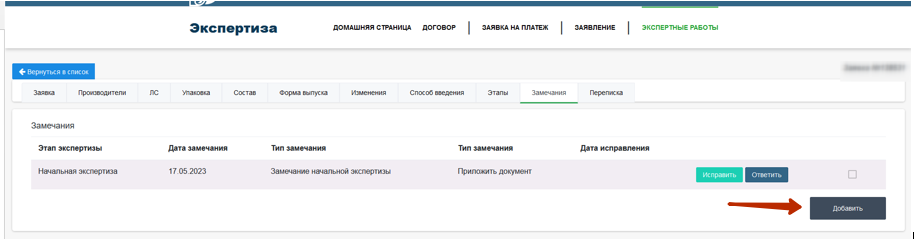 Экспертиза
ДОМАШНЯЯ СТРАНИЦА ДОГОВОР ЗАЯВКА НА ПЛАТЕЖ ЗАЯВЛЕНИЕ ЭКСПЕРТНЫЕ РАБОТЫ
Вернуться в список
Заявка Производители ЛС Упаковка Состав Форма выпуска Изменения Способ введения Этапы Замечания Переписка
Замечания
Этап экспертизы Дата замечания Тип замечания Тип замечания Дата исправления
Начальная экспертиза 17.05.2023 Замечание начальной экспертизы Приложить документ Исправить Ответить
Добавить